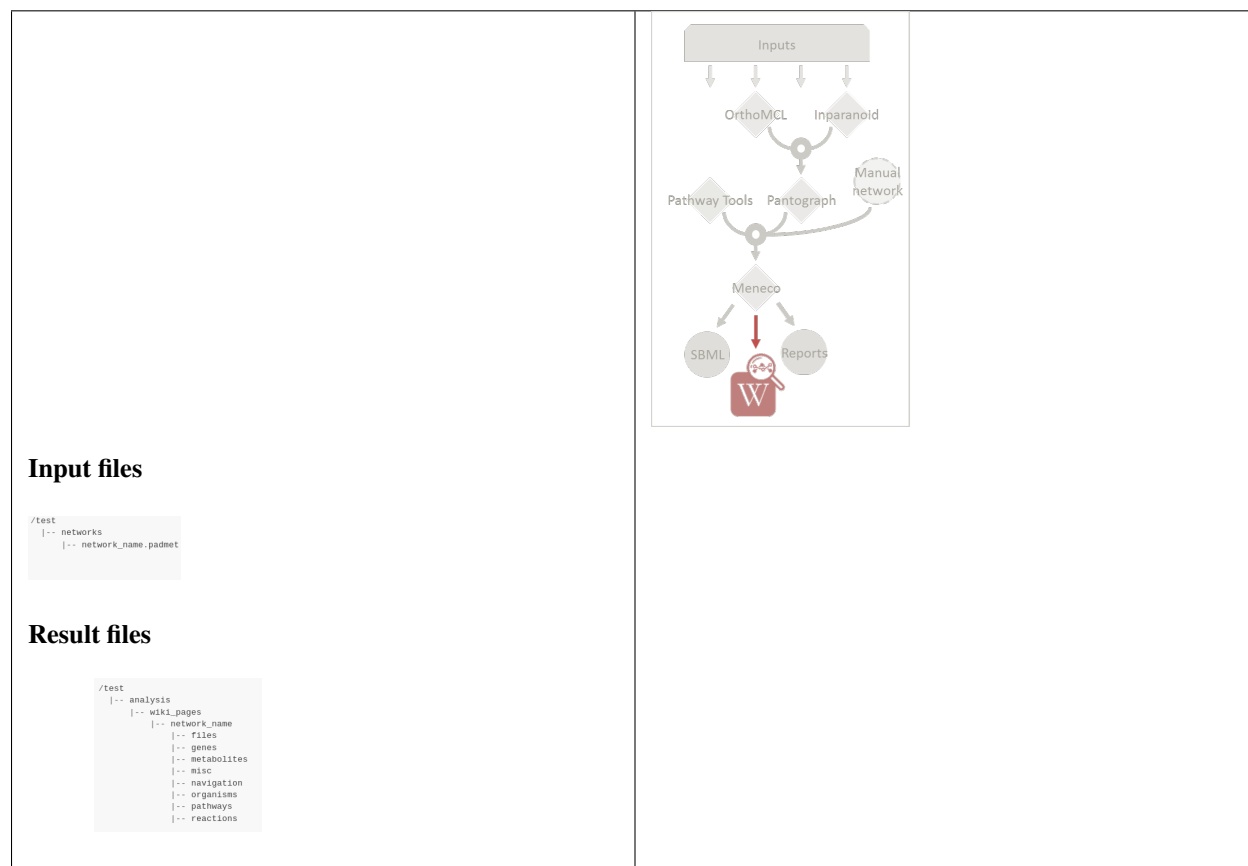 Input files
/test
|-- networks
|-- network_name.padmet
Result files
/test
|-- analysis
|-- wiki_pages
|-- network_name
|-- files
|-- genes
|-- metabolites
|-- misc
|-- navigation
|-- organisms
|-- pathways
|-- reactions
Inputs
OrthoMCL Inparanoid
Manual
network
Pathway Tools Pantograph
Meneco
SBML Reports
W